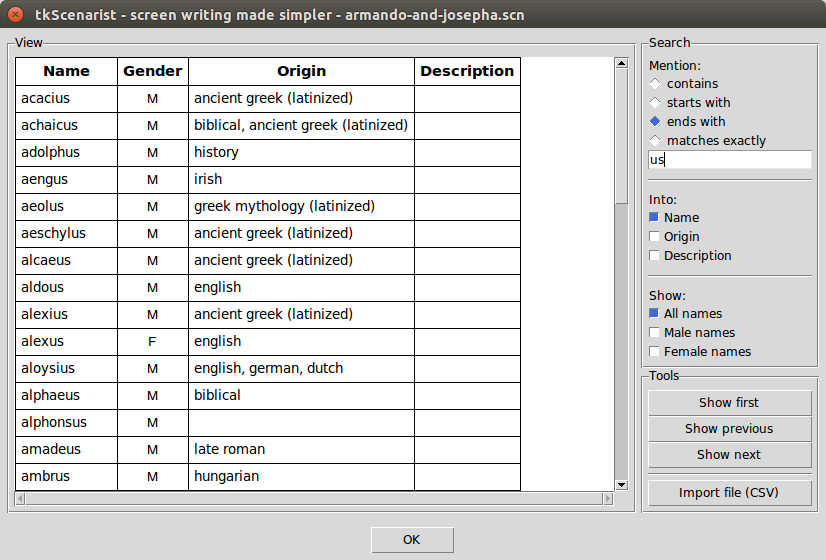 tkScenarist - screen writing made simpler - armando-and-josepha.scn
View
Name Gender Origin Description
acacius M ancient greek (latinized)
achaicus M biblical, ancient greek (latinized)
adolphus M history
aengus M irish
aeolus M greek mythology (latinized)
aeschylus M ancient greek (latinized)
alcaeus M ancient greek (latinized)
aldous M english
alexius M ancient greek (latinized)
alexus F english
aloysius M english, german, dutch
alphaeus M biblical
alphonsus M
amadeus M late roman
ambrus M hungarian
Search
Mention:
contains
starts with
ends with
matches exactly
us
Into:
Name
Origin
Description
Show:
All names
Male names
Female names
Tools
Show first
Show previous
Show next
Import file (CSV)
OK